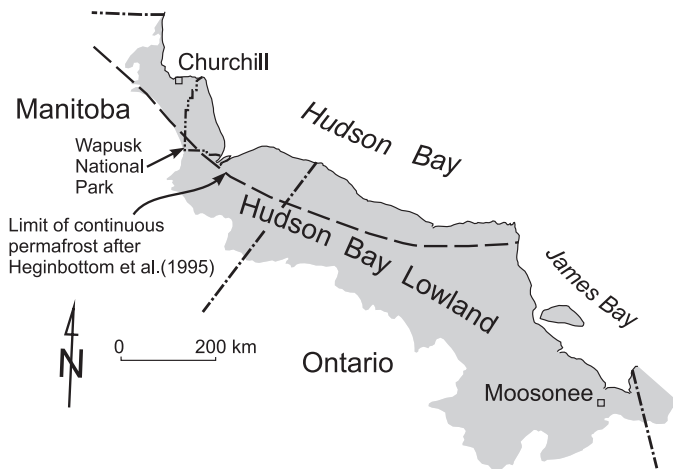 Churchill
Manitoba
Hudson Bay
Wapusk
National
Park
Limit of continuous
permafrost after
Heginbottom et al.(1995)
Hudson Bay Lowland
James Bay
N
0 200 km
Ontario
Moosonee